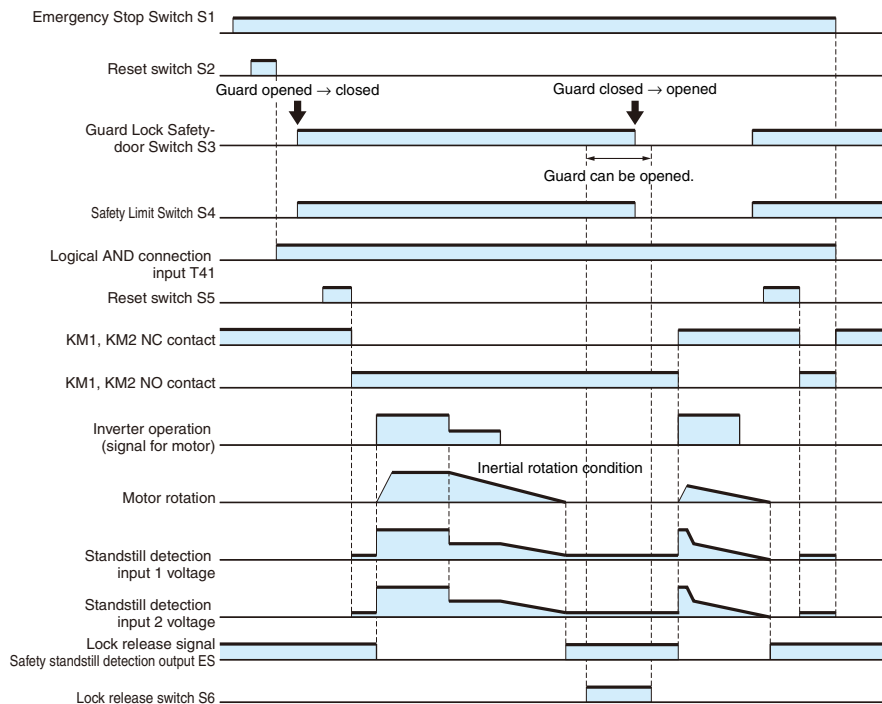 Emergency Stop Switch S1
Reset switch S2
Guard opened → closed
Guard closed → opened
Guard Lock Safety-
door Switch S3
Guard can be opened.
Safety Limit Switch S4
Logical AND connection
input T41
Reset switch S5
KM1, KM2 NC contact
KM1, KM2 NO contact
Inverter operation
(signal for motor)
Inertial rotation condition
Motor rotation
Standstill detection
input 1 voltage
Standstill detection
input 2 voltage
Lock release signal
Safety standstill detection output ES
Lock release switch S6